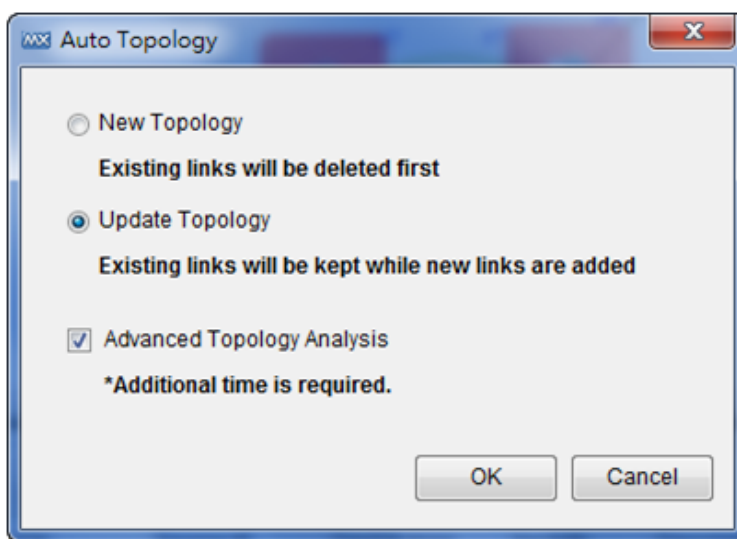 MX Auto Topology
New Topology
Existing links will be deleted first
Update Topology
Existing links will be kept while new links are added
Advanced Topology Analysis
*Additional time is required.
OK
Cancel